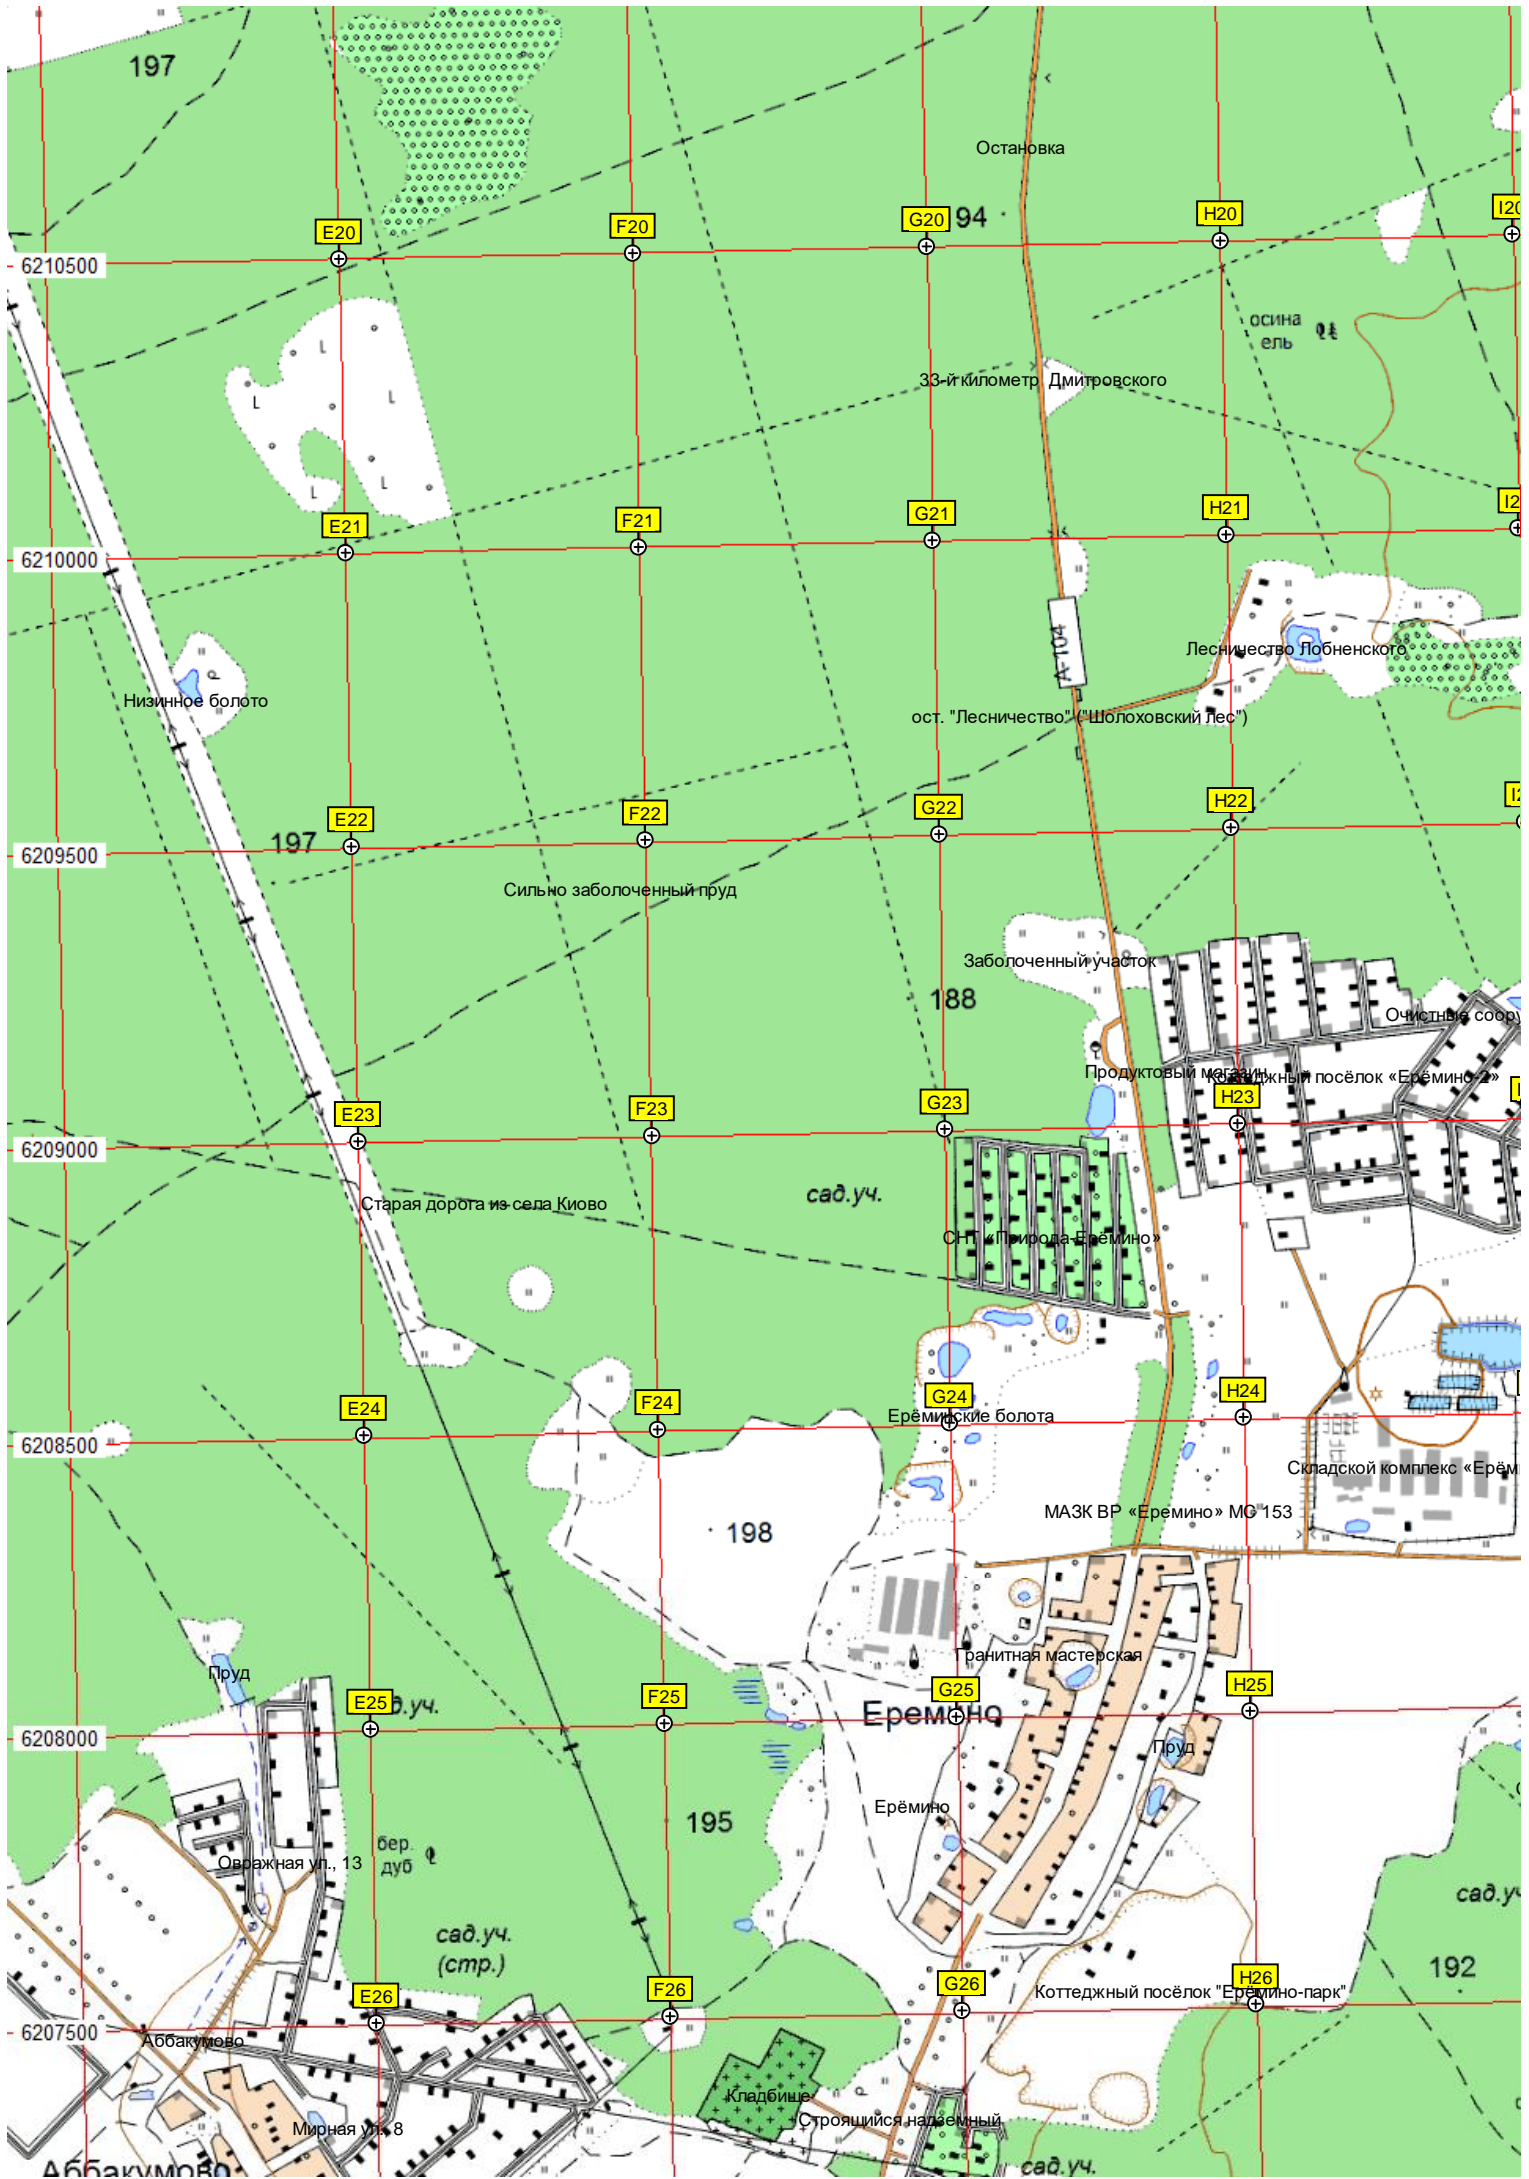 197
Остановка
E20
F20
G20
94
H20
6210500
осина
ель
33-й километр Дмитровского
E21
F21
G21
H21
6210000
А-104
Лесничество Лобненского
Низинное болото
ост. "Лесничество" ("Шолоховский лес")
E22
F22
G22
H22
197
6209500
Сильно заболоченный пруд
Заболоченный участок
188
Очистные соору
Продуктовый магазин
Коттеджный посёлок «Ерёмино-2»
E23
F23
G23
H23
6209000
сад.уч.
Старая дорога из села Киово
СНТ «Природа-Ерёмино»
E24
F24
G24
H24
Ерёминские болота
6208500
Складской комплекс «Ерём
МАЗК ВР «Еремино» МС 153
198
Гранитная мастерская
Пруд
E25
д.уч.
F25
G25
H25
Еремино
6208000
Пруд
Ерёмино
195
бер.
дуб
Овражная ул., 13
сад.уч
сад.уч.
(стр.)
192
E26
F26
G26
H26
Коттеджный посёлок "Ерёмино-парк"
6207500
Аббакумово
Кладбище
Строящийся надземный
Мирная ул., 8
Аббакумово
сад.уч.